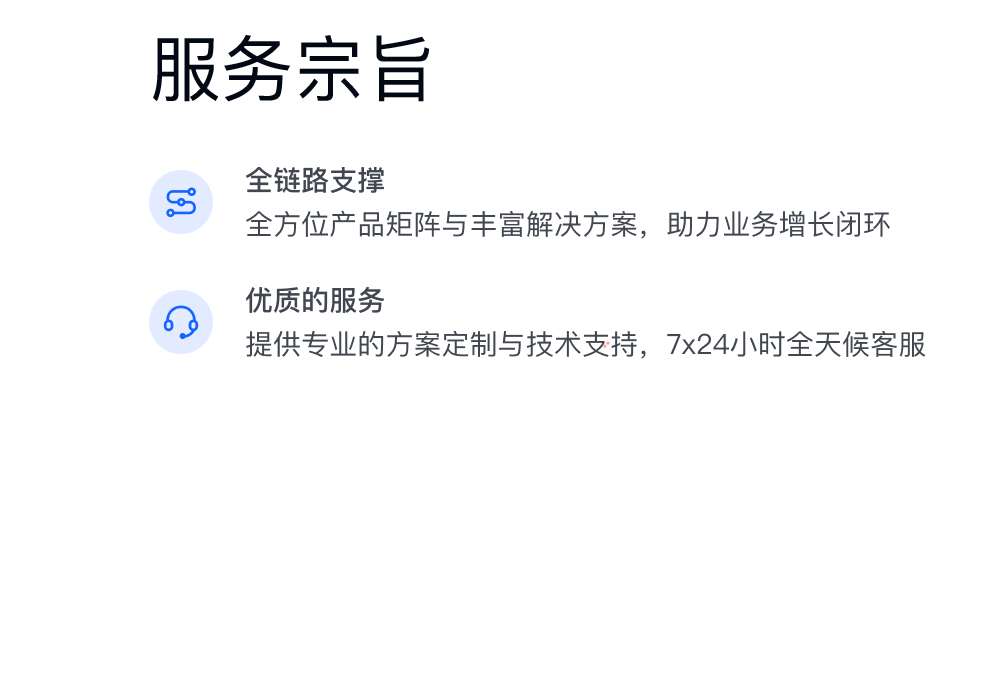 服务宗旨
全链路支撑
全方位产品矩阵与丰富解决方案，助力业务增长闭环
优质的服务
提供专业的方案定制与技术支持，7x24小时全天候客服